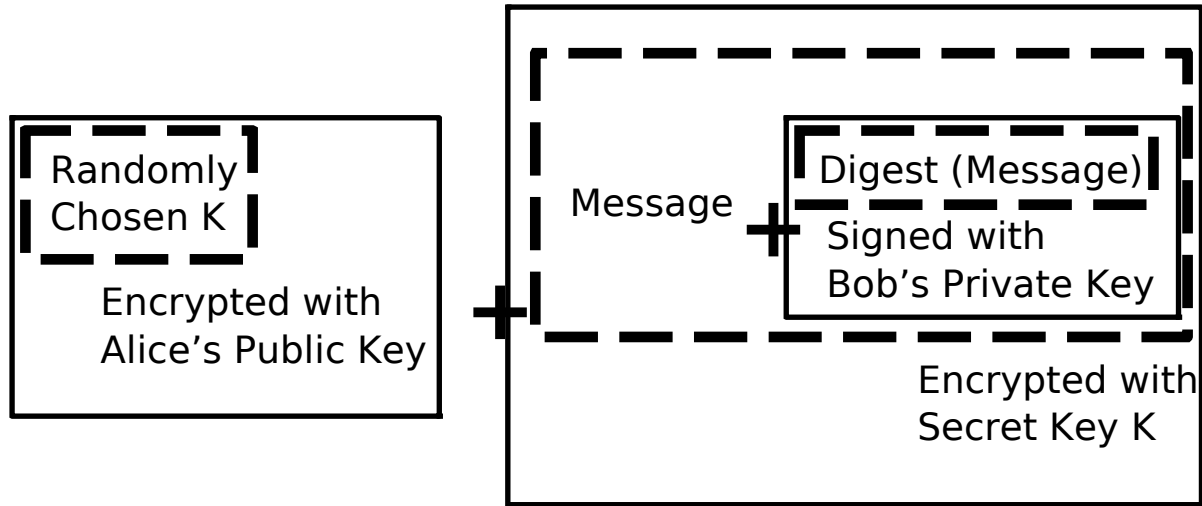 Randomly
Chosen K
Encrypted with
Alice’s Public Key
+
Message
+
Digest (Message)
Signed with
Bob’s Private Key
Encrypted with
Secret Key K